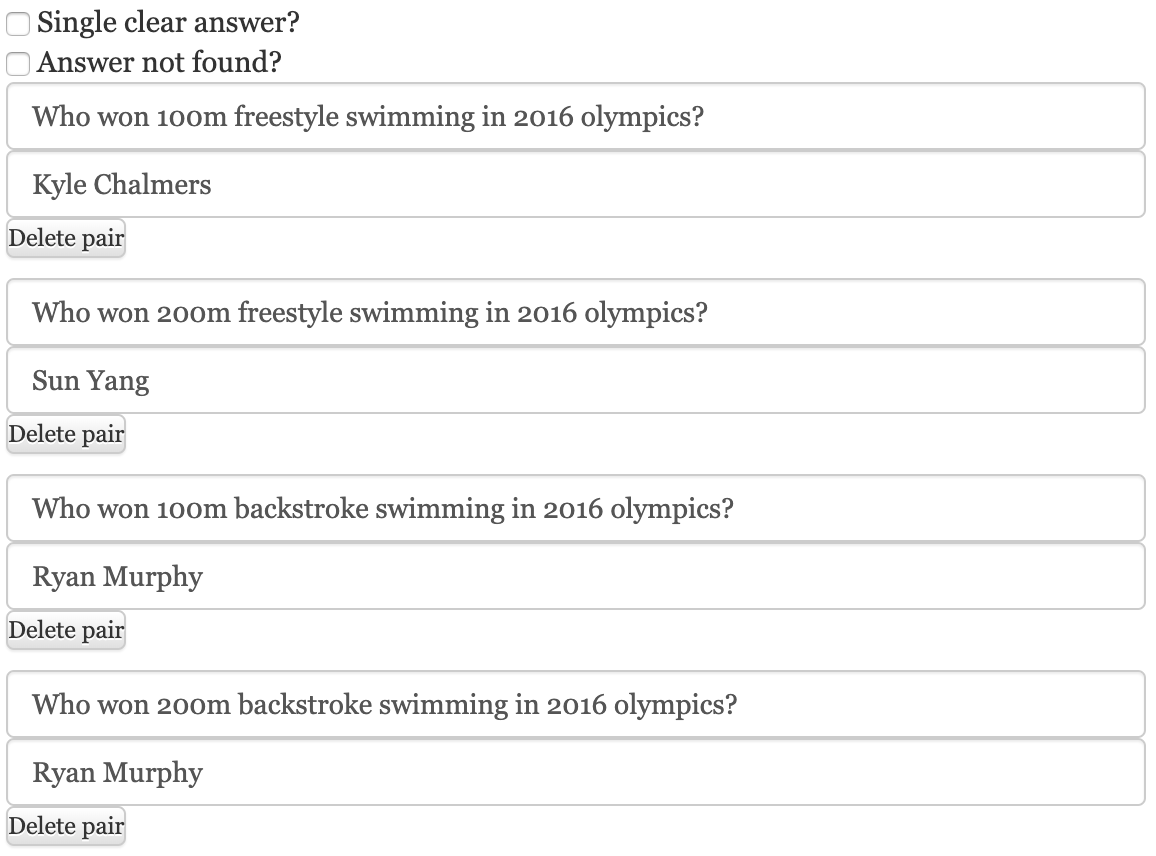 Single clear answer?
Answer not found?
Who won 100m freestyle swimming in 2016 olympics?
Kyle Chalmers
Delete pair
Who won 200m freestyle swimming in 2016 olympics?
Sun Yang
Delete pair
Who won 100m backstroke swimming in 2016 olympics?
Ryan Murphy
Delete pair
Who won 200m backstroke swimming in 2016 olympics?
Ryan Murphy
Delete pair